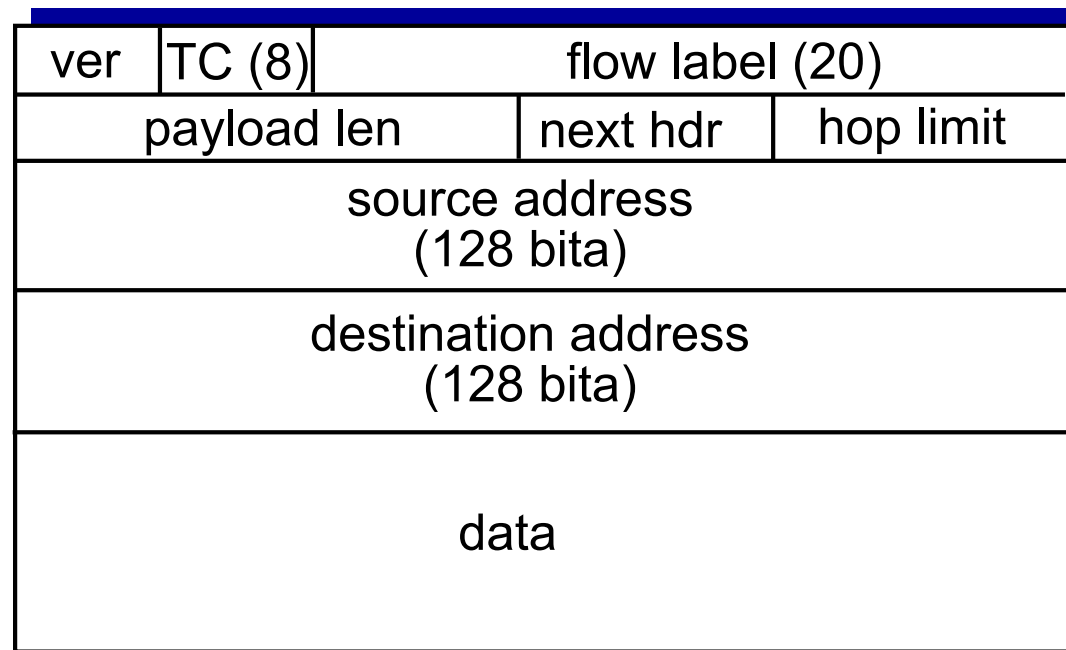 ver TC (8) flow label (20)
payload len next hdr hop limit
source address
(128 bita)
destination address
(128 bita)
data